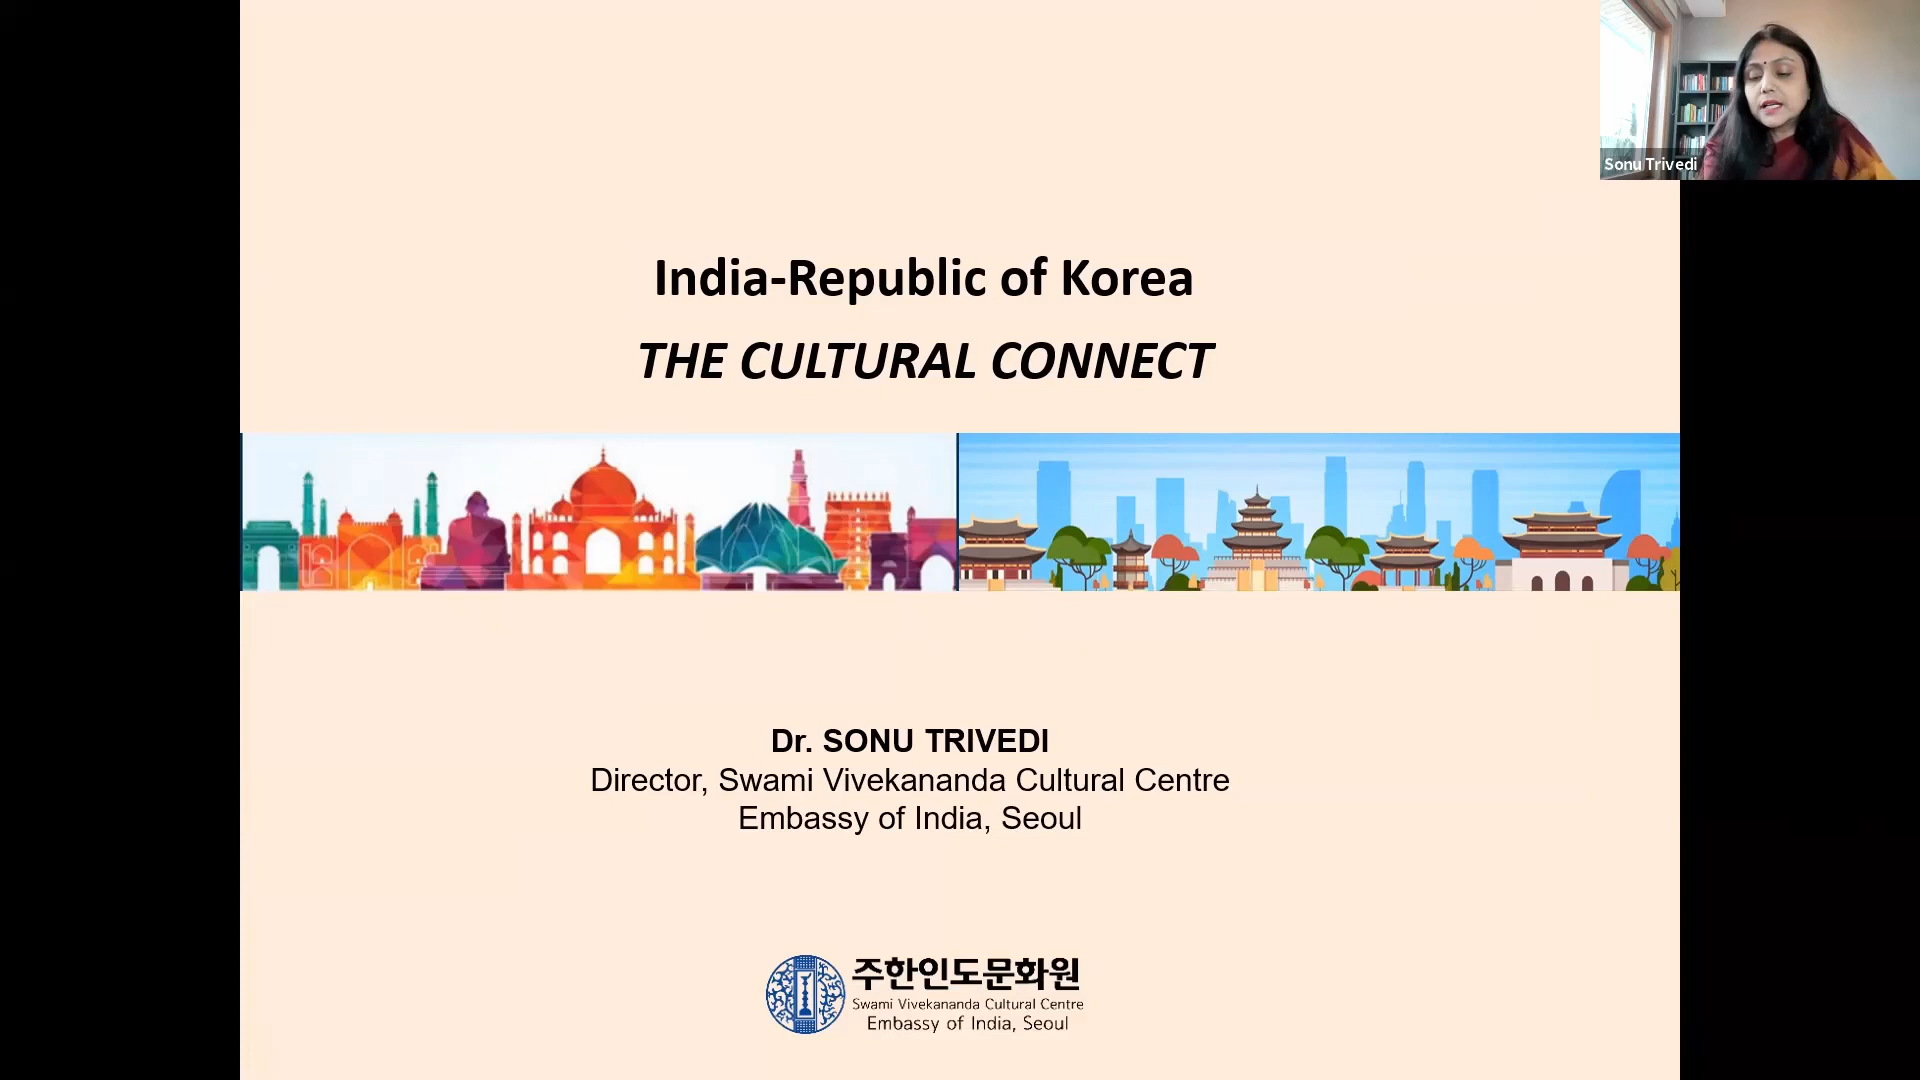 Sonu Trivedi
India-Republic of Korea
THE CULTURAL CONNECT
Dr. SONU TRIVEDI
Director, Swami Vivekananda Cultural Centre
Embassy of India, Seoul
주한인도문화원
Swami Vivekananda Cultural Centre
Embassy of India, Seoul